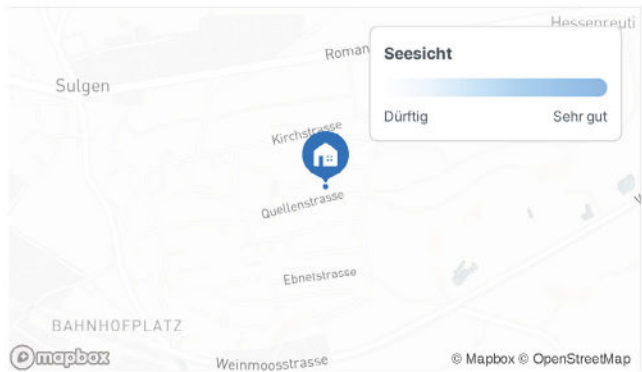 Hessenreuti
Roman
Seesicht
Sulgen
Dürftig
Sehr gut
Kirchstrasse
Quellenstrasse
Ebnetstrasse
BAHNHOFPLATZ
mapbox
Weinmoosstrasse
© Mapbox © OpenStreetMap